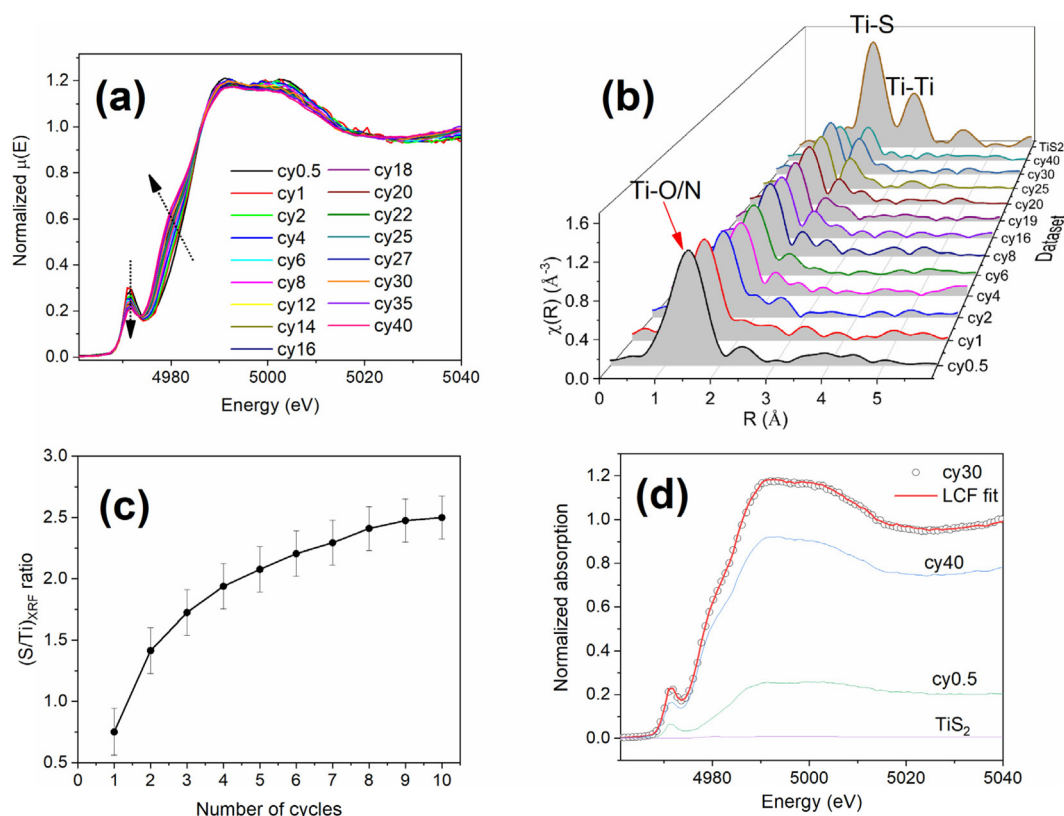 (a)
Normalized μ(E)
1.2
1.0
0.8
0.6
0.4
0.2
0.0
cy0.5
cy1
cy2
cy4
cy6
cy8
cy12
cy14
cy16
cy18
cy20
cy22
cy25
cy27
cy30
cy35
cy40
4980 5000 5020 5040
Energy (eV)
(b)
Ti-S
Ti-Ti
Ti-O/N
χ(R) (Å⁻³)
1.6
1.2
0.8
0.4
0.0
0 1 2 3 4 5
R (Å)
TiS2
cy40
cy30
cy25
cy20
cy19
cy16
cy8
cy6
cy4
cy2
cy1
cy0.5
Dataset
(c)
(S/Ti)XRF ratio
3.0
2.5
2.0
1.5
1.0
0.5
0 1 2 3 4 5 6 7 8 9 10
Number of cycles
(d)
Normalized absorption
1.2
1.0
0.8
0.6
0.4
0.2
0.0
cy30
LCF fit
cy40
cy0.5
TiS₂
4980 5000 5020 5040
Energy (eV)